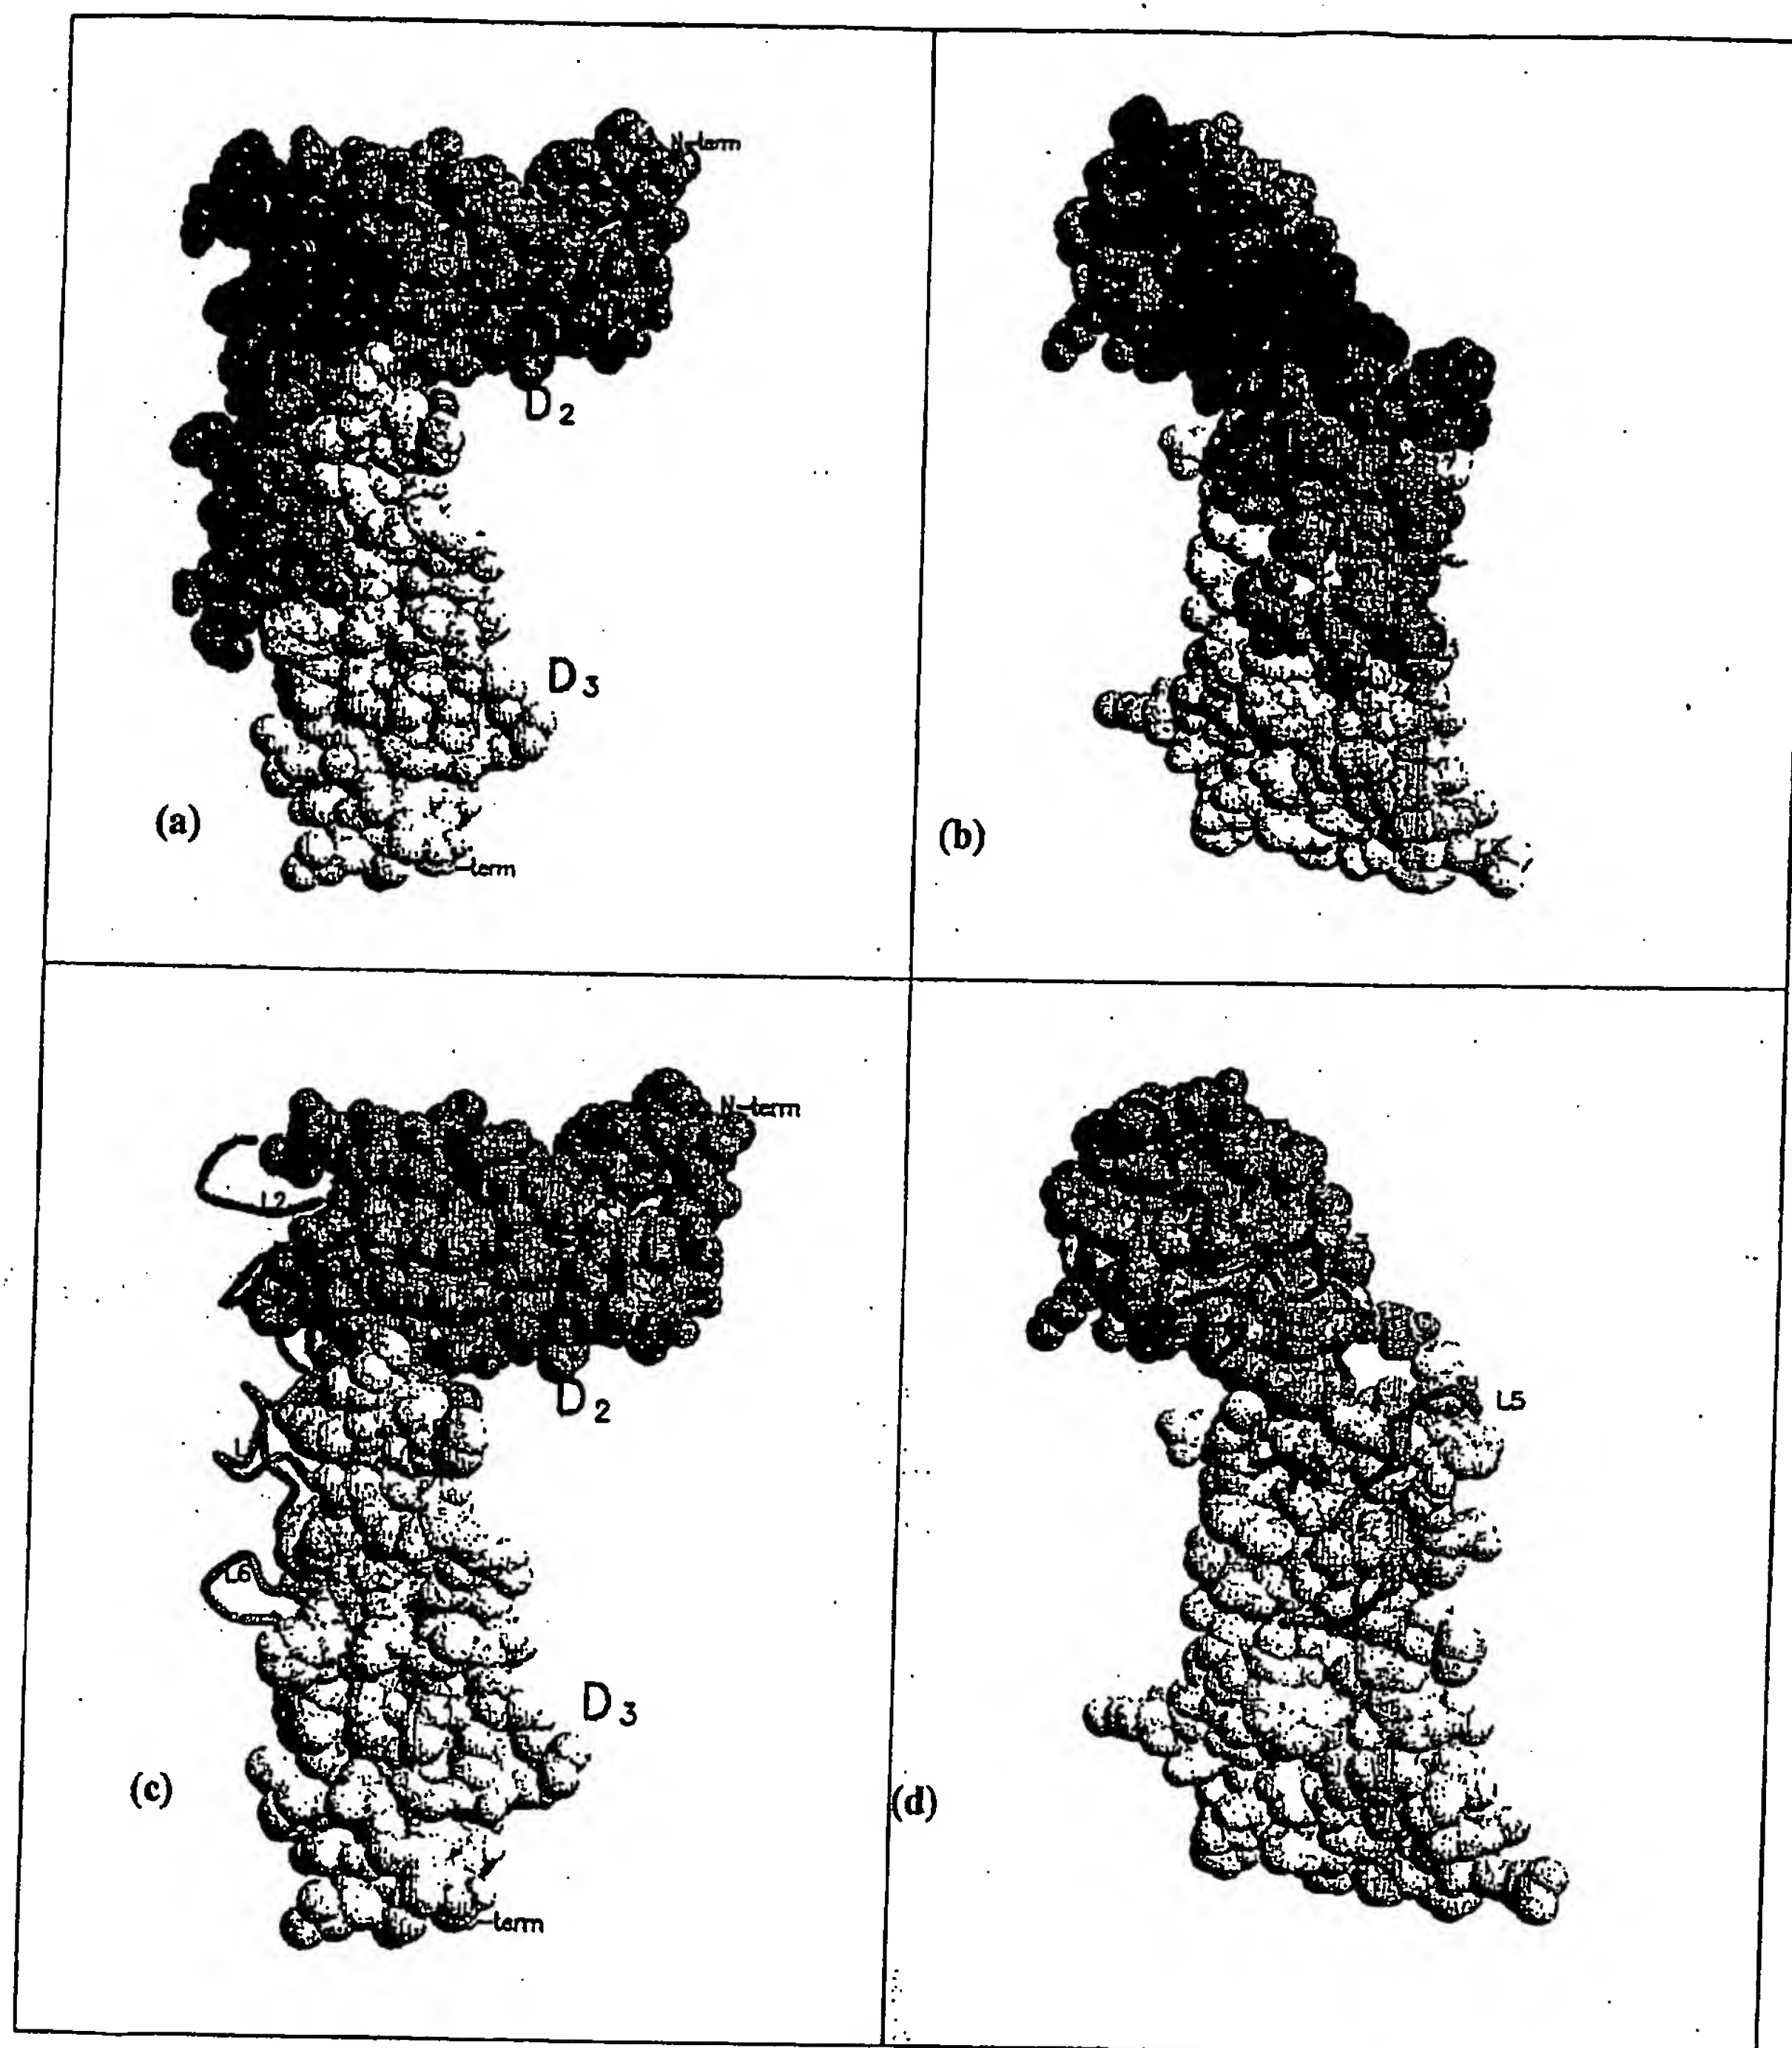 N-term
D2
D3
(a)
-term
(b)
N-term
L2
D2
L5
L6
D3
(c)
(d)
-term